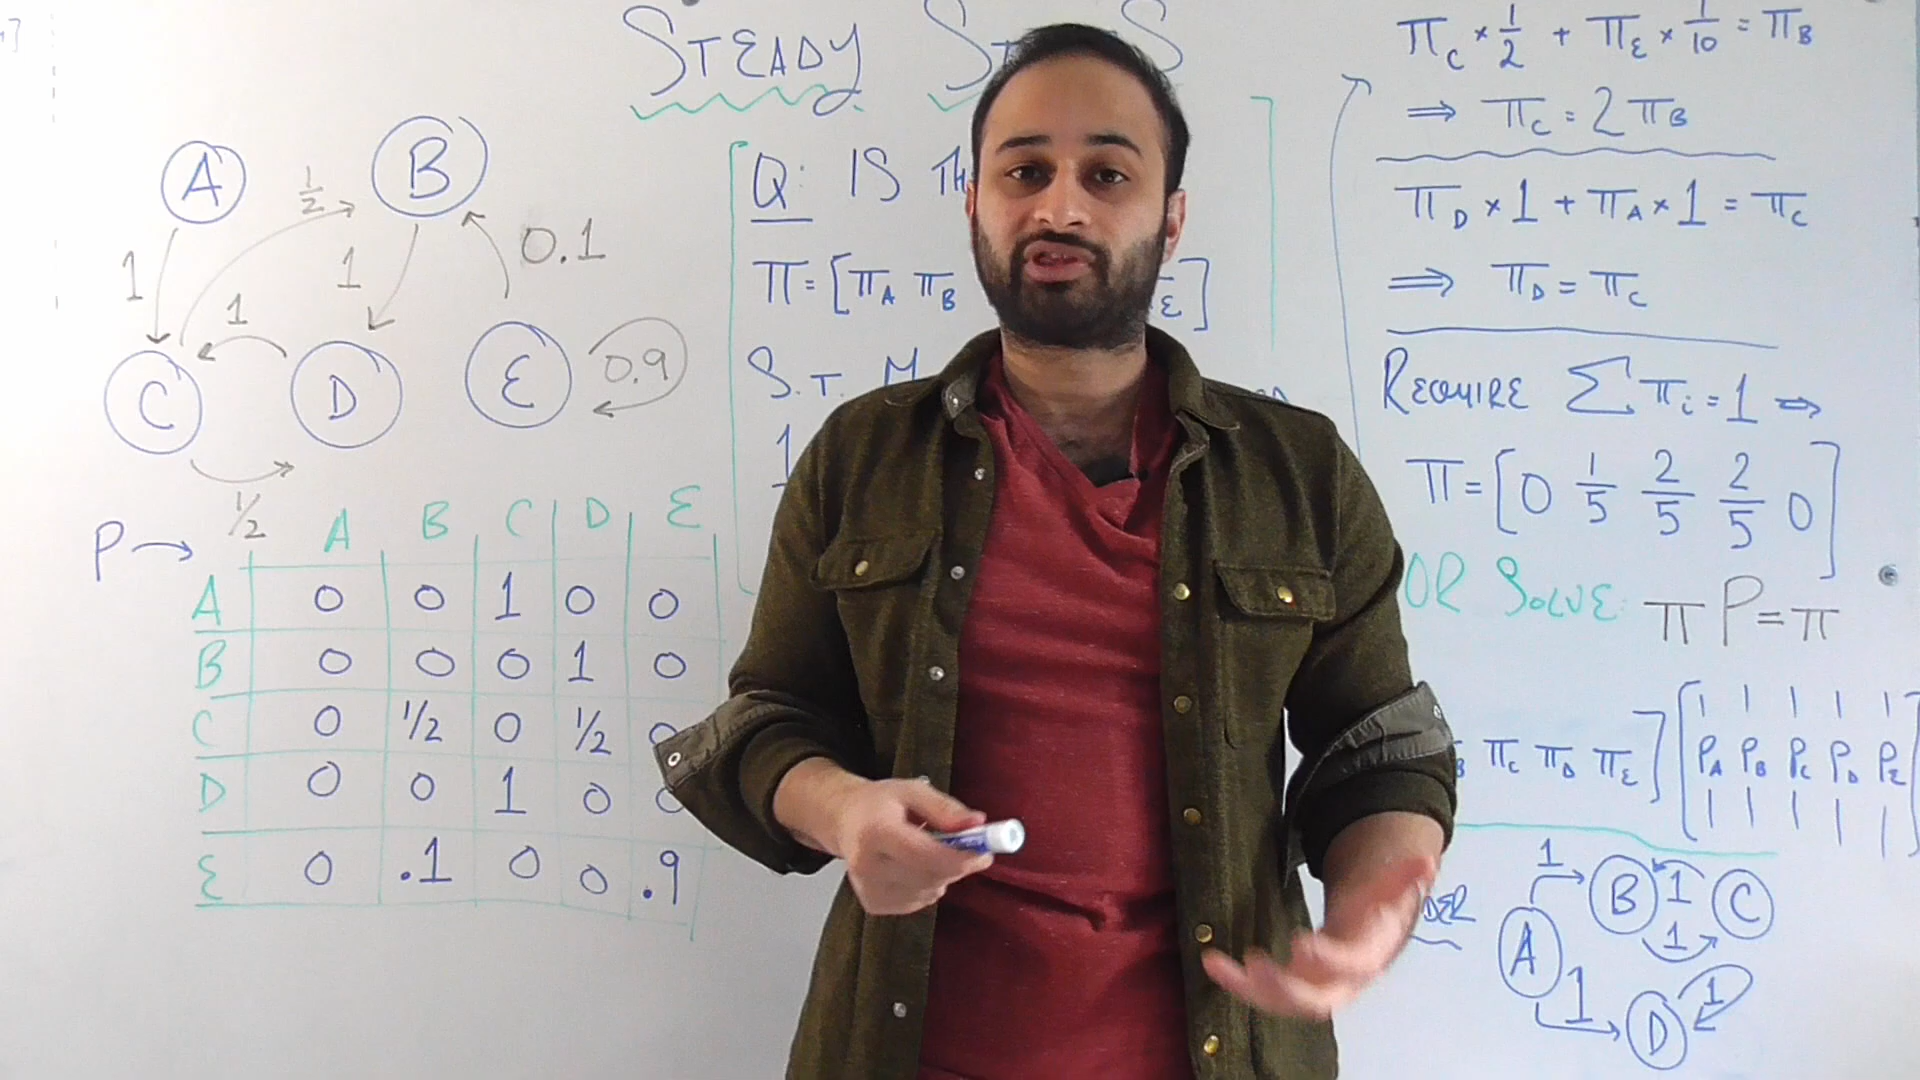 STEADY
Q: IS
π=[πA πB
E]
S.T.
A
B
1/2
1
1
1
0.1
C
D
E
0.9
1/2
P→
A B C D E
A 0 0 1 0 0
B 0 0 0 1 0
C 0 1/2 0 1/2 0
D 0 0 1 0 0
E 0 .1 0 0 .9
πC × 1/2 + πE × 1/10 = πB
⇒ πC = 2πB
πD × 1 + πA × 1 = πC
⇒ πD = πC
REQUIRE Σπi = 1 ⇒
π = [0 1/5 2/5 2/5 0]
OR SOLVE: πP=π
B πC πD πE] [PA PB PC PD PE
1 B 1 C
A 1
1 D 1